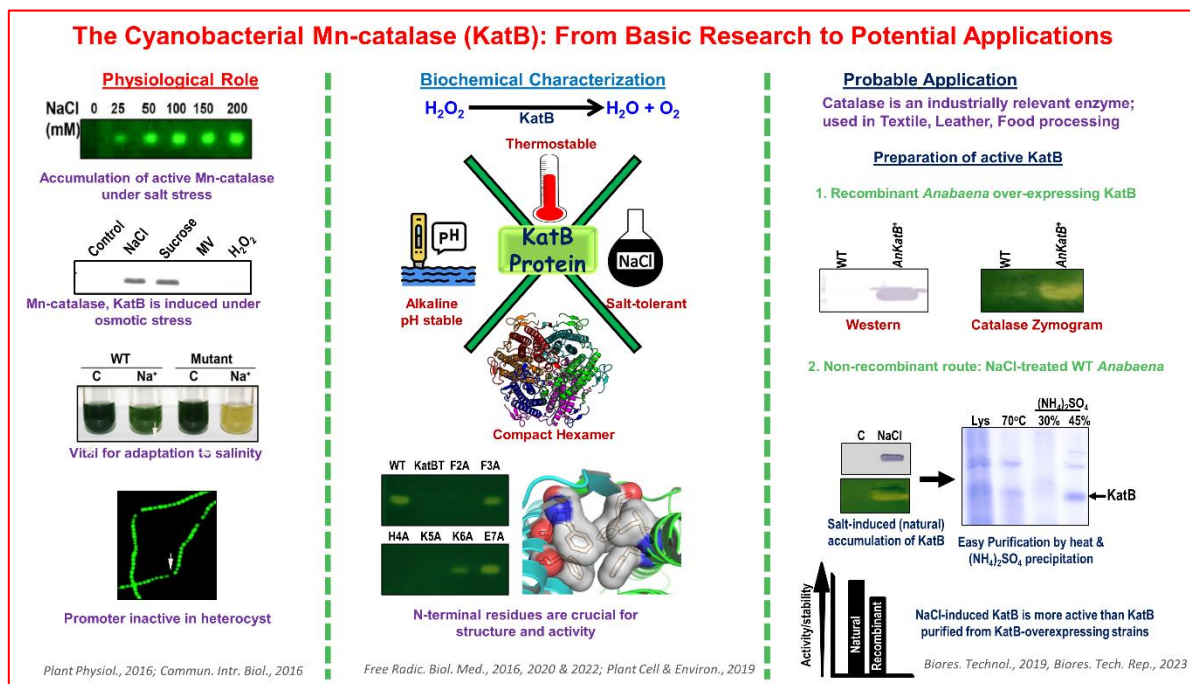 The Cyanobacterial Mn-catalase (KatB): From Basic Research to Potential Applications
Physiological Role
NaCl 0 25 50 100 150 200
(mM)
Accumulation of active Mn-catalase
under salt stress
Control NaCl Sucrose MV H₂O₂
Mn-catalase, KatB is induced under
osmotic stress
WT Mutant
C Na⁺ C Na⁺
Vital for adaptation to salinity
Promoter inactive in heterocyst
Plant Physiol., 2016; Commun. Intr. Biol., 2016
Biochemical Characterization
H₂O₂ H₂O + O₂
KatB
Thermostable
pH
KatB
Protein
NaCl
Alkaline
pH stable
Salt-tolerant
Compact Hexamer
WT KatBT F2A F3A
H4A K5A K6A E7A
N-terminal residues are crucial for
structure and activity
Free Radic. Biol. Med., 2016, 2020 & 2022; Plant Cell & Environ., 2019
Probable Application
Catalase is an industrially relevant enzyme;
used in Textile, Leather, Food processing
Preparation of active KatB
1. Recombinant Anabaena over-expressing KatB
WT AnKatB⁺
WT AnKatB⁺
Western
Catalase Zymogram
2. Non-recombinant route: NaCl-treated WT Anabaena
C NaCl
(NH₄)₂SO₄
Lys 70°C 30% 45%
KatB
Salt-induced (natural)
accumulation of KatB
Easy Purification by heat &
(NH₄)₂SO₄ precipitation
Activity/stability
Natural
Recombinant
NaCl-induced KatB is more active than KatB
purified from KatB-overexpressing strains
Biores. Technol., 2019, Biores. Tech. Rep., 2023